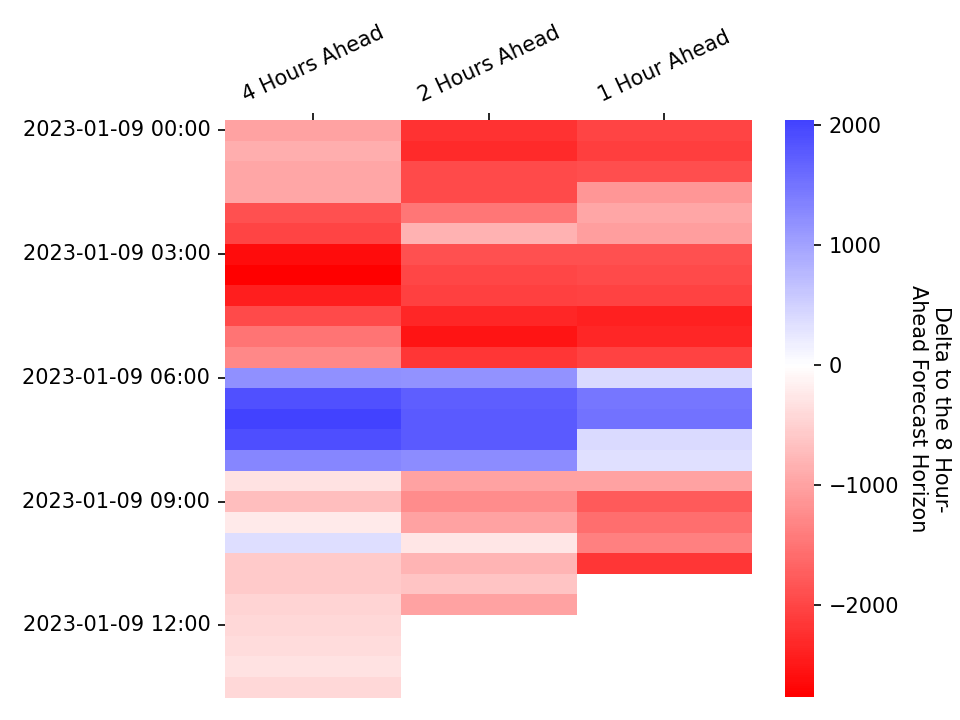 4 Hours Ahead
2 Hours Ahead
1 Hour Ahead
2023-01-09 00:00
2023-01-09 03:00
2023-01-09 06:00
2023-01-09 09:00
2023-01-09 12:00
2000
1000
0
−1000
−2000
Delta to the 8 Hour-
Ahead Forecast Horizon